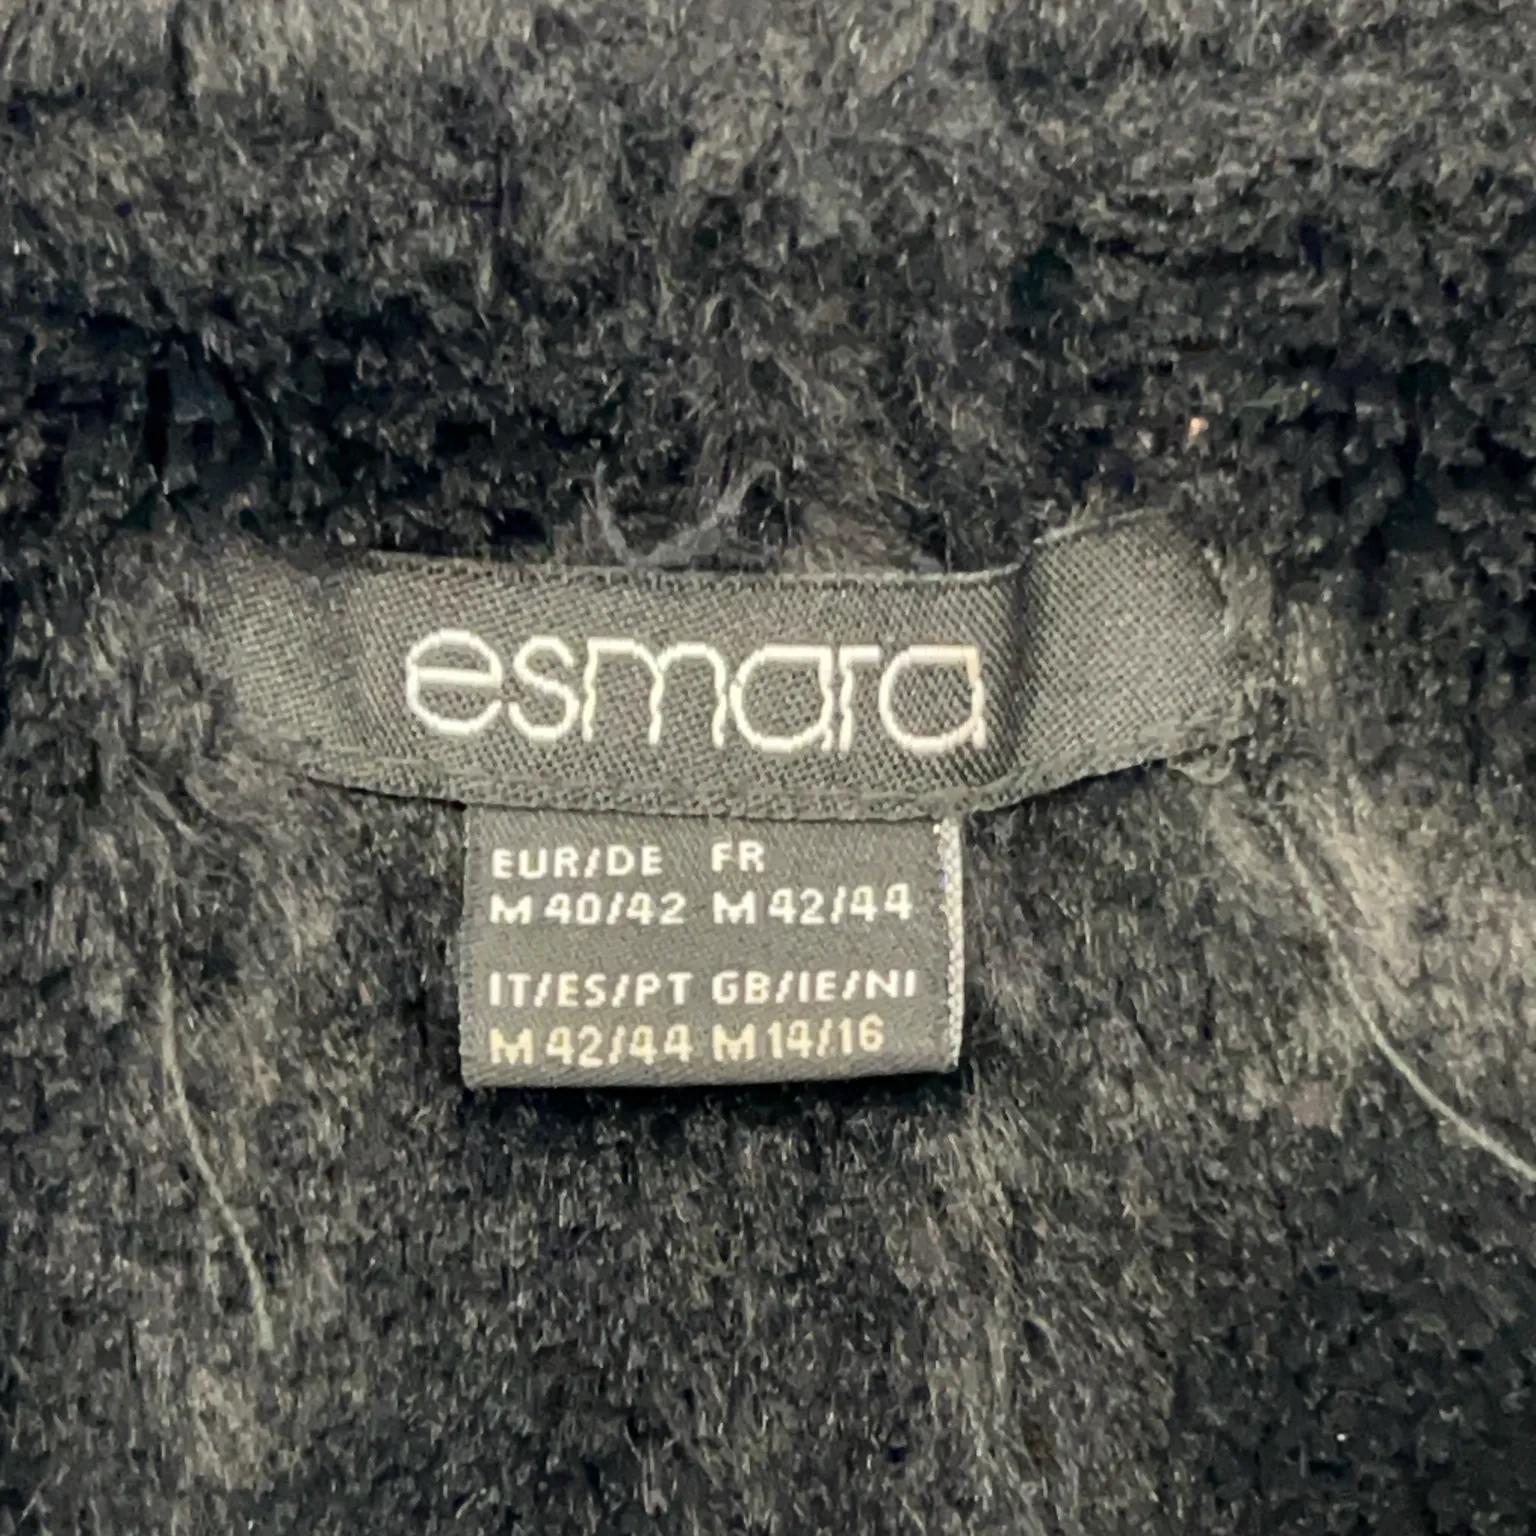 esmara
EUR/DE FR
M 40/42 M 42/44
IT/ES/PT GB/IE/NI
M 42/44 M 14/16